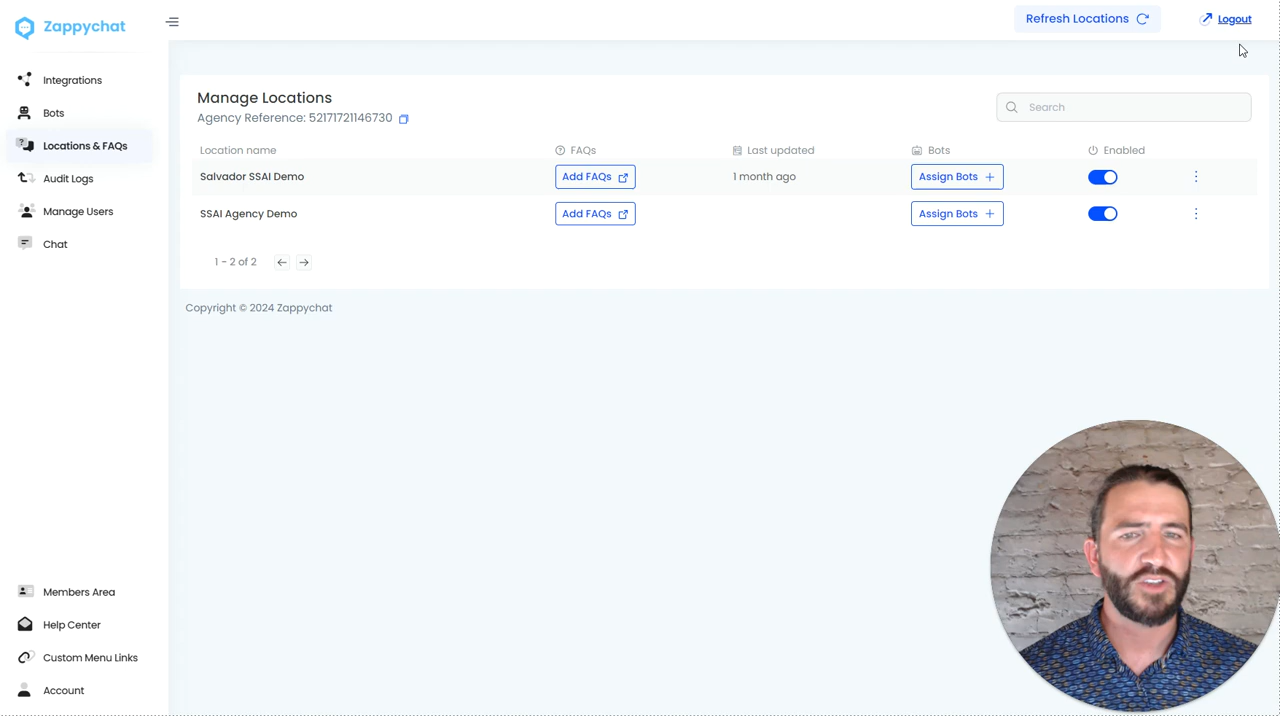 Zappychat
Refresh Locations
Logout
Integrations
Bots
Locations & FAQs
Audit Logs
Manage Users
Chat
Manage Locations
Agency Reference: 52171721146730
Search
Location name FAQs Last updated Bots Enabled
Salvador SSAI Demo Add FAQs 1 month ago Assign Bots +
SSAI Agency Demo Add FAQs Assign Bots +
1 - 2 of 2
Copyright © 2024 Zappychat
Members Area
Help Center
Custom Menu Links
Account